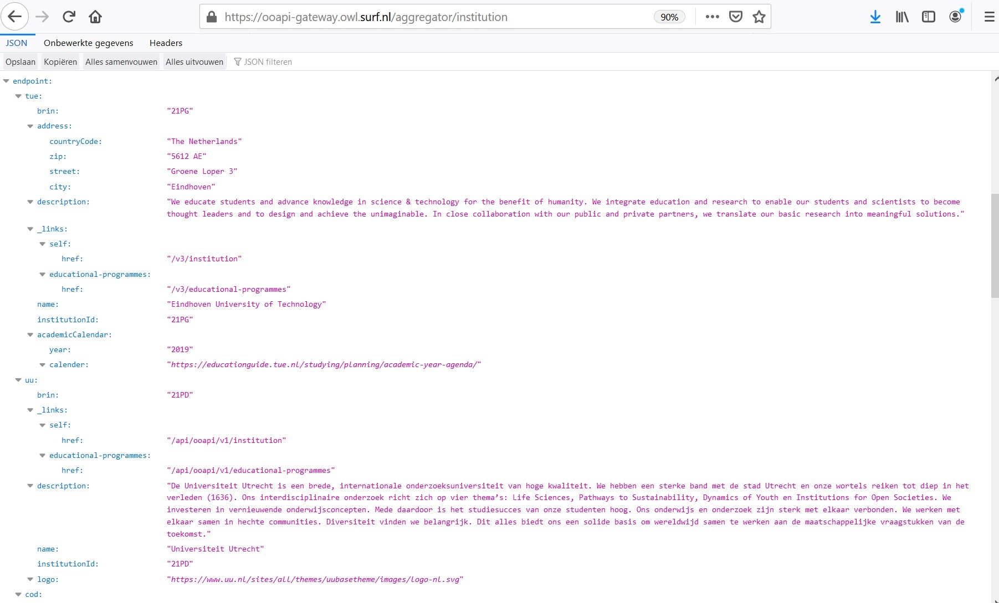 https://ooapi-gateway.owl.surf.nl/aggregator/institution 90%
JSON Onbewerkte gegevens Headers
Opslaan Kopiëren Alles samenvouwen Alles uitvouwen JSON filteren
endpoint:
tue:
brin: "21PG"
address:
countryCode: "The Netherlands"
zip: "5612 AE"
street: "Groene Loper 3"
city: "Eindhoven"
description: "We educate students and advance knowledge in science & technology for the benefit of humanity. We integrate education and research to enable our students and scientists to become
thought leaders and to design and achieve the unimaginable. In close collaboration with our public and private partners, we translate our basic research into meaningful solutions."
_links:
self:
href: "/v3/institution"
educational-programmes:
href: "/v3/educational-programmes"
name: "Eindhoven University of Technology"
institutionId: "21PG"
academicCalendar:
year: "2019"
calender: "https://educationguide.tue.nl/studying/planning/academic-year-agenda/"
uu:
brin: "21PD"
_links:
self:
href: "/api/ooapi/v1/institution"
educational-programmes:
href: "/api/ooapi/v1/educational-programmes"
description: "De Universiteit Utrecht is een brede, internationale onderzoeksuniversiteit van hoge kwaliteit. We hebben een sterke band met de stad Utrecht en onze wortels reiken tot diep in het
verleden (1636). Ons interdisciplinaire onderzoek richt zich op vier thema’s: Life Sciences, Pathways to Sustainability, Dynamics of Youth en Institutions for Open Societies. We
investeren in vernieuwende onderwijsconcepten. Mede daardoor is het studiesucces van onze studenten hoog. Ons onderwijs en onderzoek zijn sterk met elkaar verbonden. We werken met
elkaar samen in hechte communities. Diversiteit vinden we belangrijk. Dit alles biedt ons een solide basis om wereldwijd samen te werken aan de maatschappelijke vraagstukken van de
toekomst."
name: "Universiteit Utrecht"
institutionId: "21PD"
logo: "https://www.uu.nl/sites/all/themes/uubasetheme/images/logo-nl.svg"
cod: